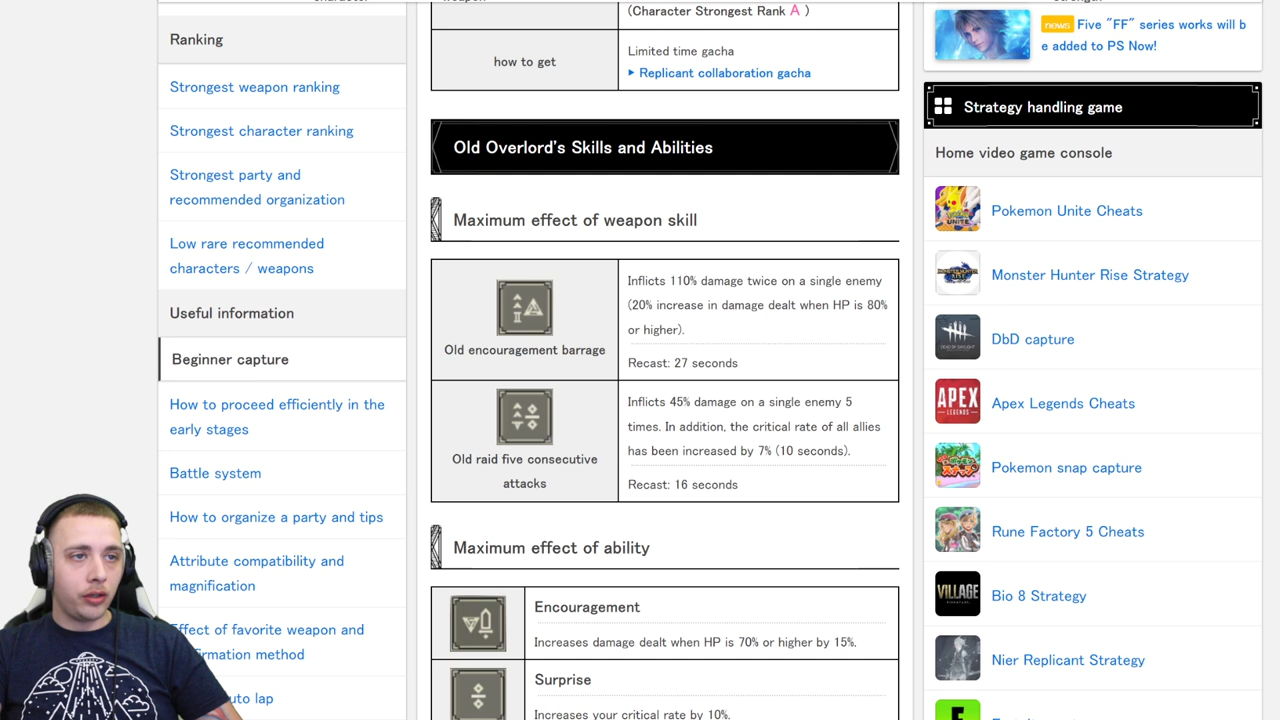 Ranking
Strongest weapon ranking
Strongest character ranking
Strongest party and
recommended organization
Low rare recommended
characters / weapons
Useful information
Beginner capture
How to proceed efficiently in the
early stages
Battle system
How to organize a party and tips
Attribute compatibility and
magnification
Effect of favorite weapon and
method
lap
(Character Strongest Rank A )
how to get
Limited time gacha
Replicant collaboration gacha
Old Overlord's Skills and Abilities
Maximum effect of weapon skill
Old encouragement barrage
Inflicts 110% damage twice on a single enemy
(20% increase in damage dealt when HP is 80%
or higher).
Recast: 27 seconds
Old raid five consecutive
attacks
Inflicts 45% damage on a single enemy 5
times. In addition, the critical rate of all allies
has been increased by 7% (10 seconds).
Recast: 16 seconds
Maximum effect of ability
Encouragement
Increases damage dealt when HP is 70% or higher by 15%.
Surprise
Increases your critical rate by 10%.
news Five "FF" series works will b
e added to PS Now!
Strategy handling game
Home video game console
Pokemon Unite Cheats
Monster Hunter Rise Strategy
DbD capture
APEX
LEGENDS
Apex Legends Cheats
Pokemon snap capture
Rune Factory 5 Cheats
VILLAGE
Bio 8 Strategy
Nier Replicant Strategy